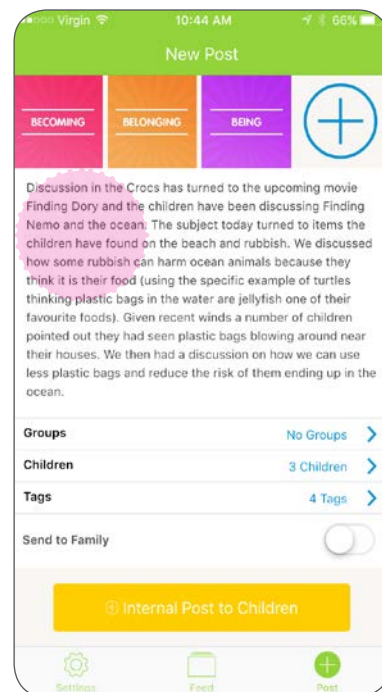 Virgin 10:44 AM 66%
New Post
BECOMING BELONGING BEING
Discussion in the Crocs has turned to the upcoming movie
Finding Dory and the children have been discussing Finding
Nemo and the ocean. The subject today turned to items the
children have found on the beach and rubbish. We discussed
how some rubbish can harm ocean animals because they
think it is their food (using the specific example of turtles
thinking plastic bags in the water are jellyfish one of their
favourite foods). Given recent winds a number of children
pointed out they had seen plastic bags blowing around near
their houses. We then had a discussion on how we can use
less plastic bags and reduce the risk of them ending up in the
ocean.
Groups No Groups
Children 3 Children
Tags 4 Tags
Send to Family
Internal Post to Children
Settings Feed Post